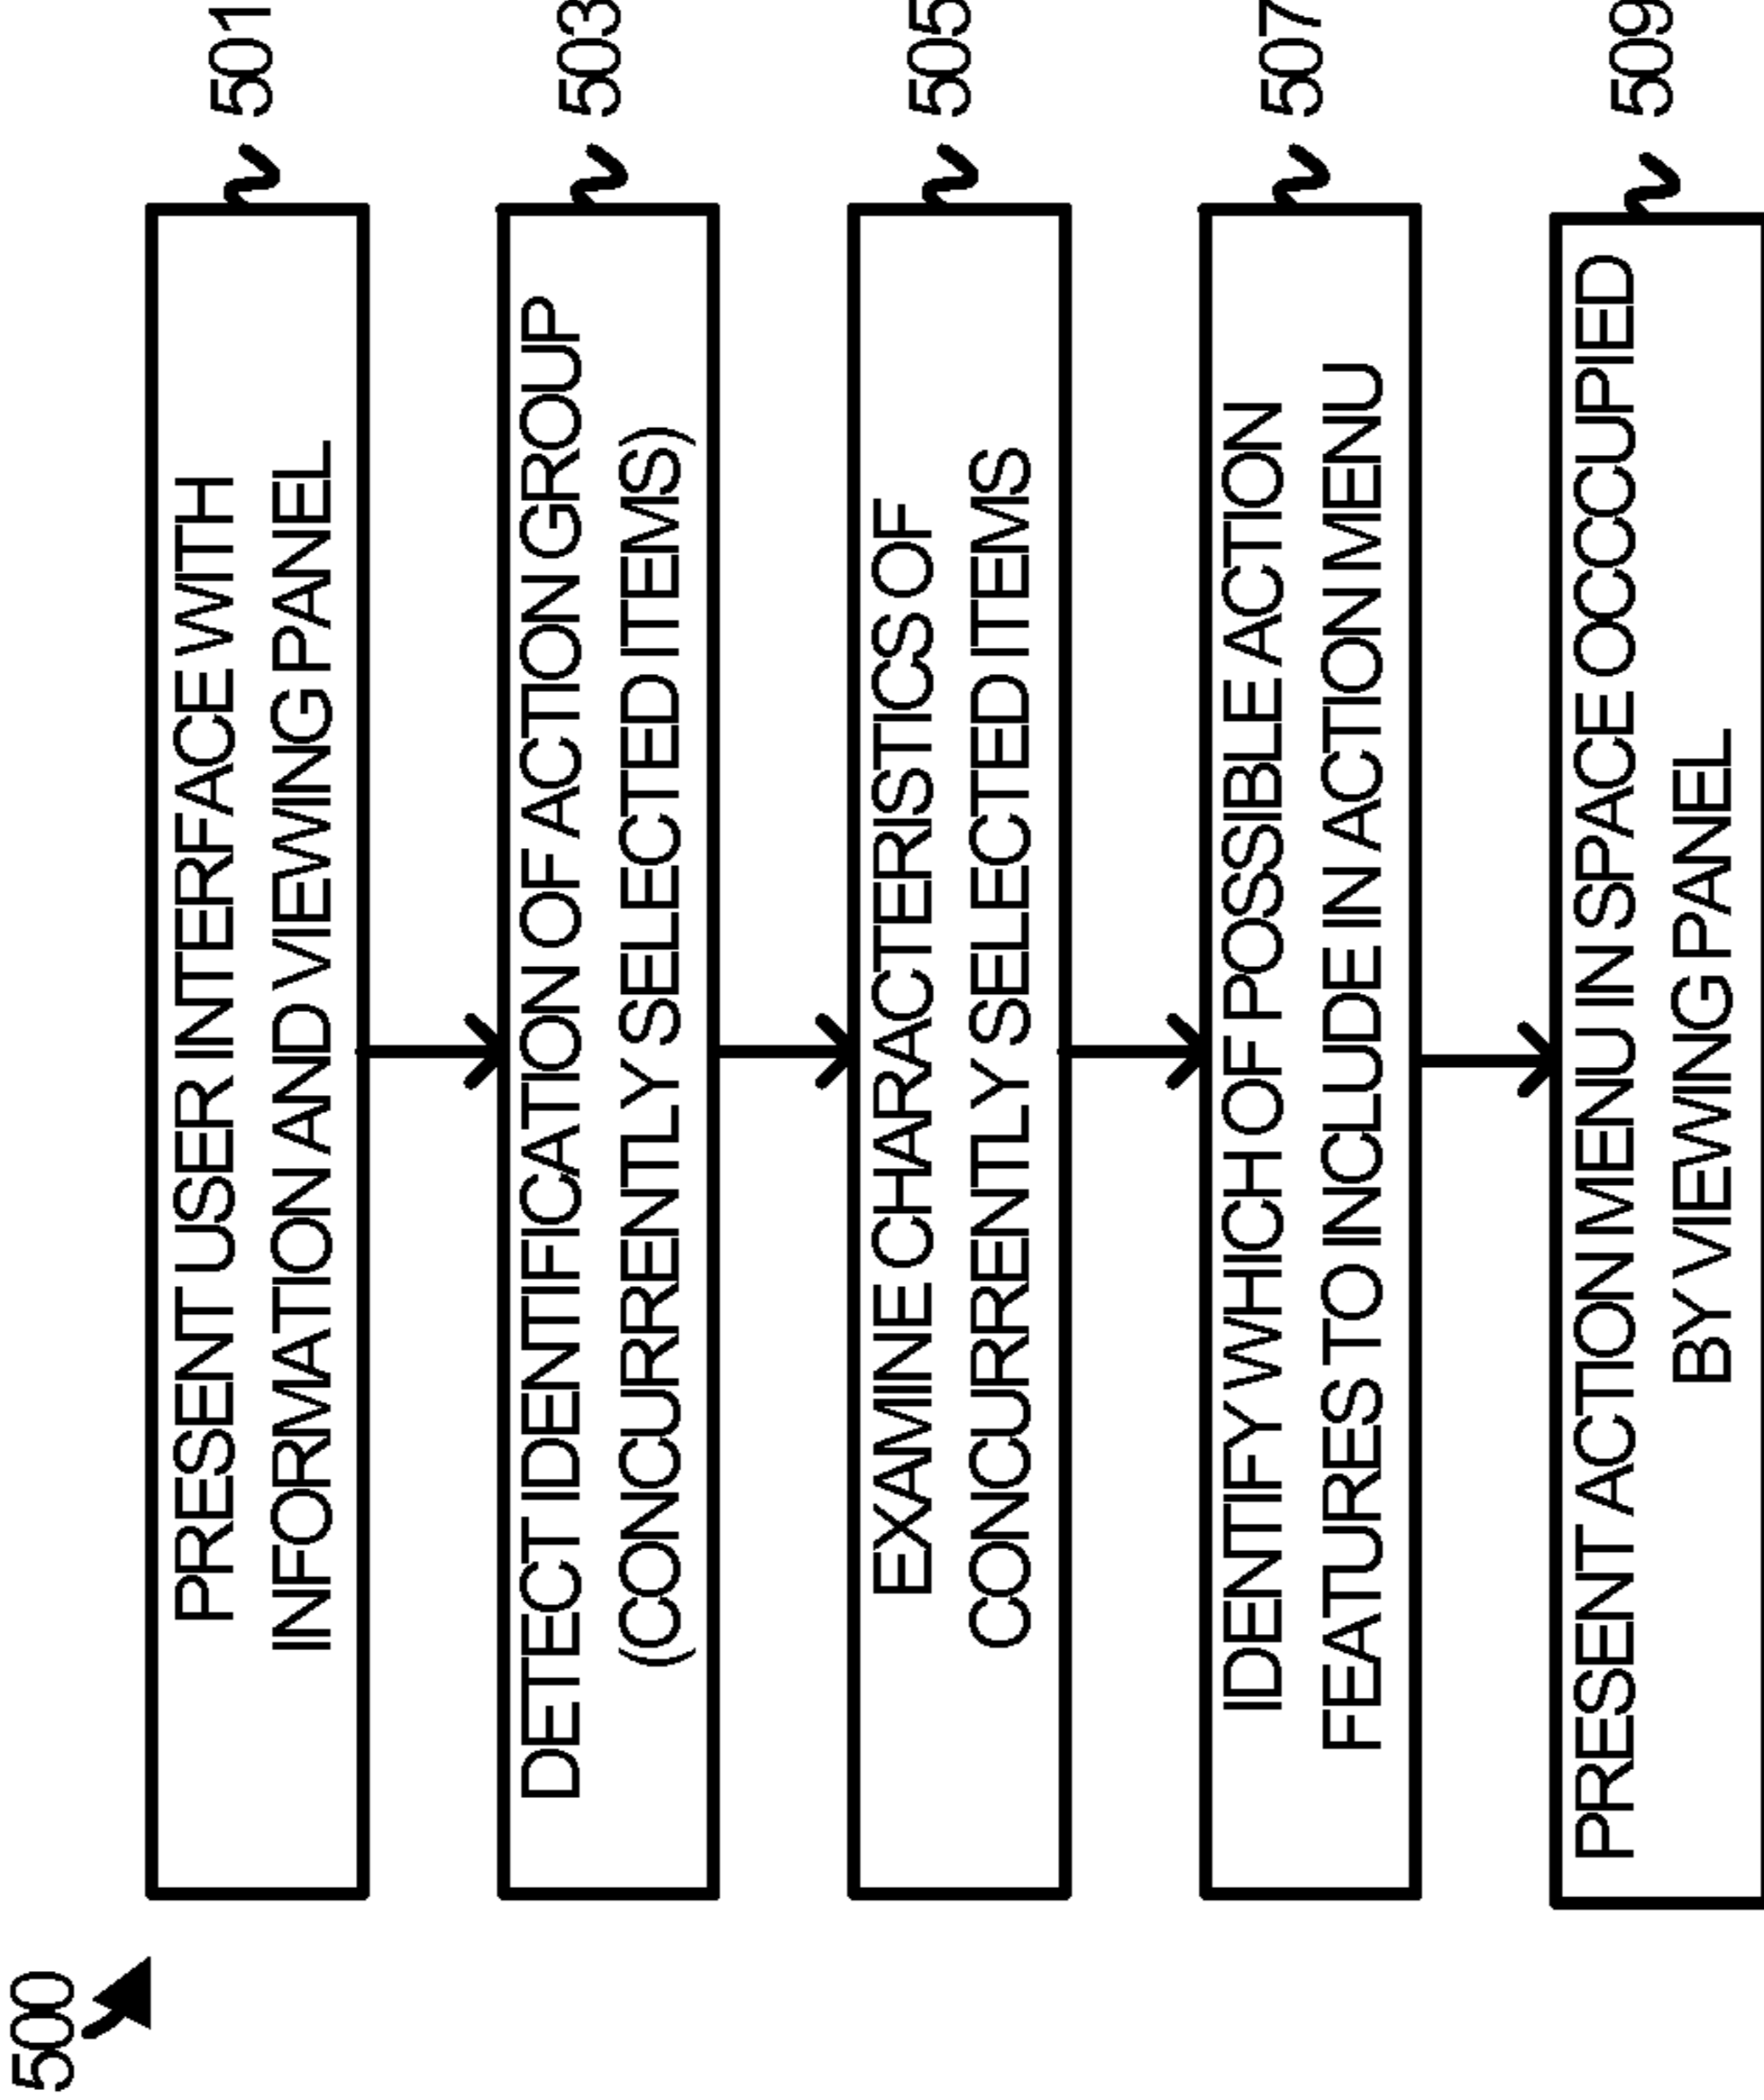 500
PRESENT USER INTERFACE WITH
INFORMATION AND VIEWING PANEL
501
DETECT IDENTIFICATION OF ACTION GROUP
(CONCURRENTLY SELECTED ITEMS)
503
EXAMINE CHARACTERISTICS OF
CONCURRENTLY SELECTED ITEMS
505
IDENTIFY WHICH OF POSSIBLE ACTION
FEATURES TO INCLUDE IN ACTION MENU
507
PRESENT ACTION MENU IN SPACE OCCUPIED
BY VIEWING PANEL
509